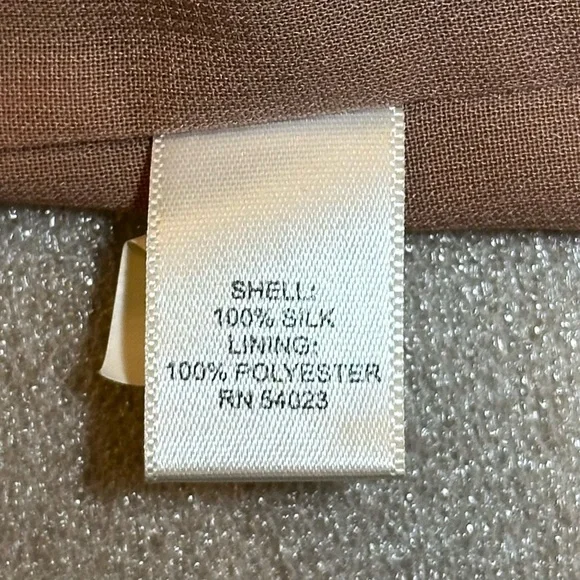 SHELL:
100% SILK
LINING:
100% POLYESTER
RN 54023